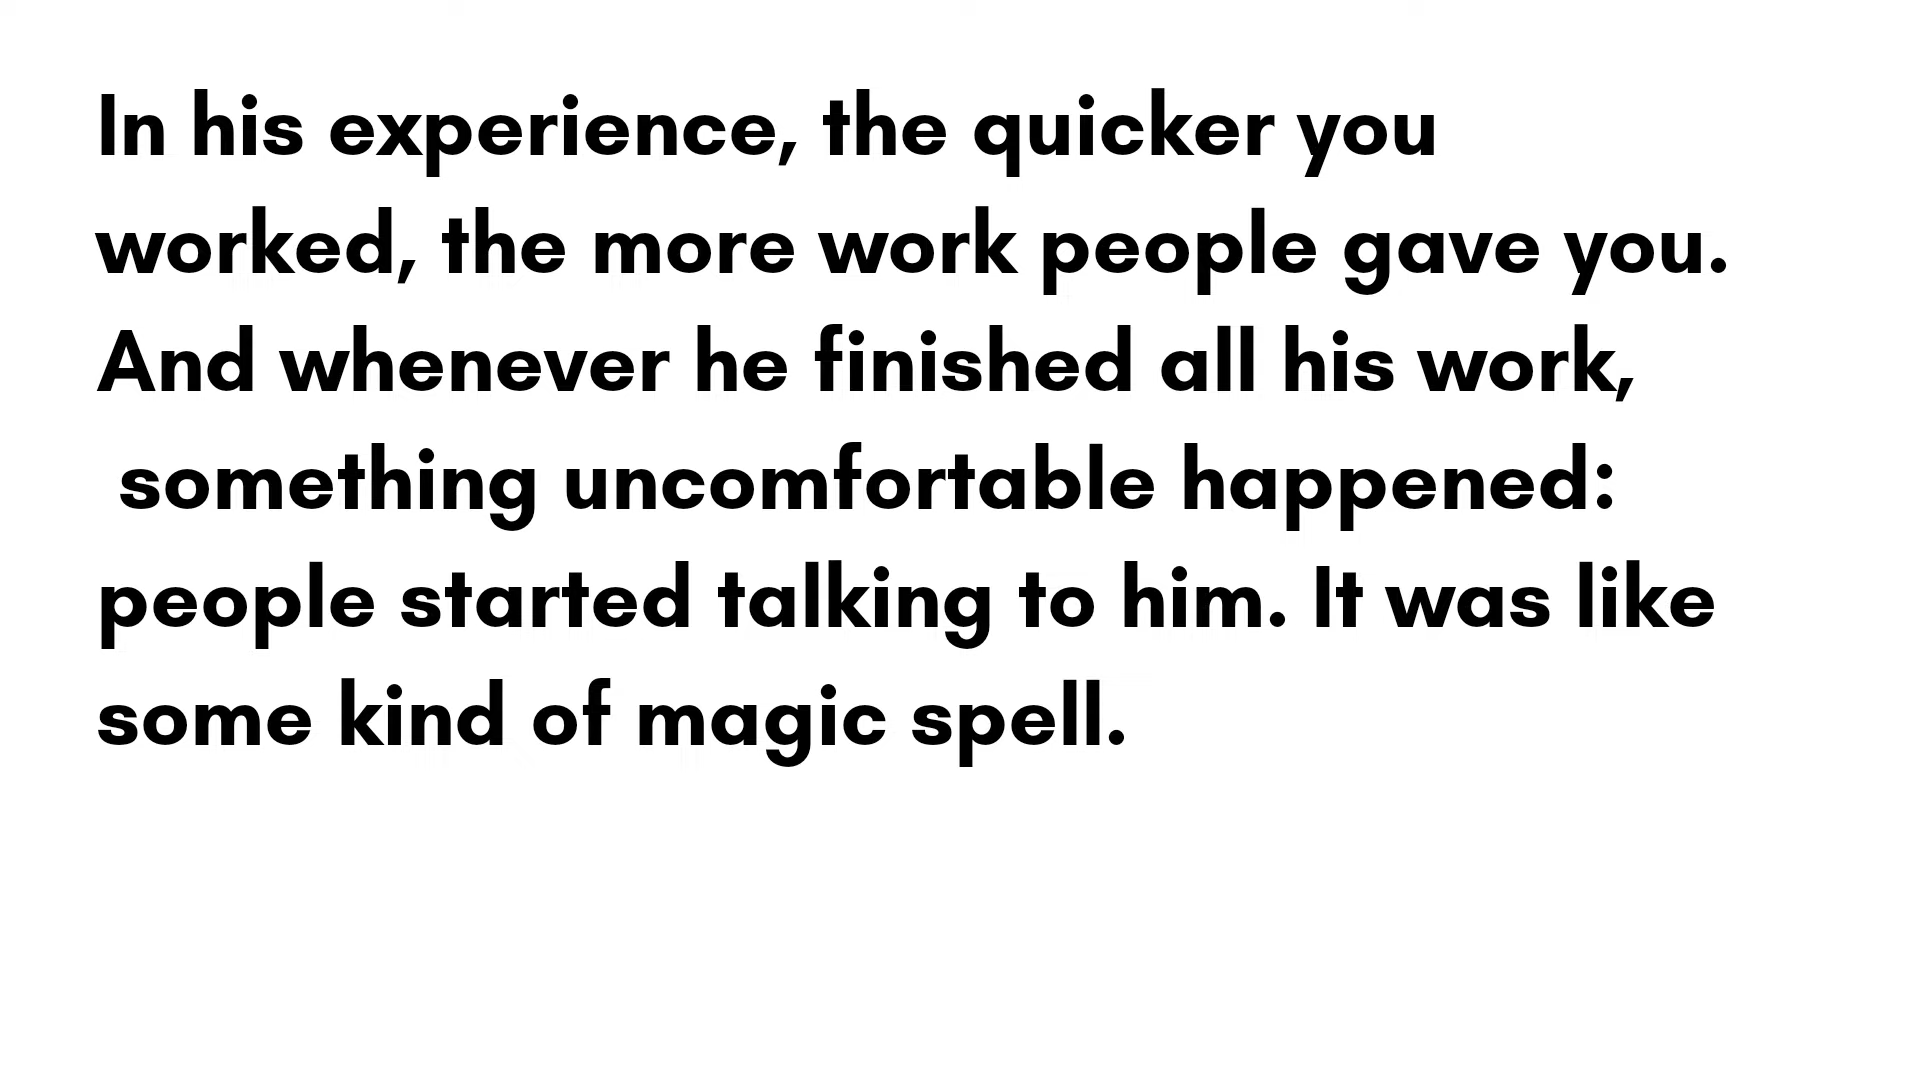 In his experience, the quicker you
worked, the more work people gave you.
And whenever he finished all his work,
something uncomfortable happened:
people started talking to him. It was like
some kind of magic spell.